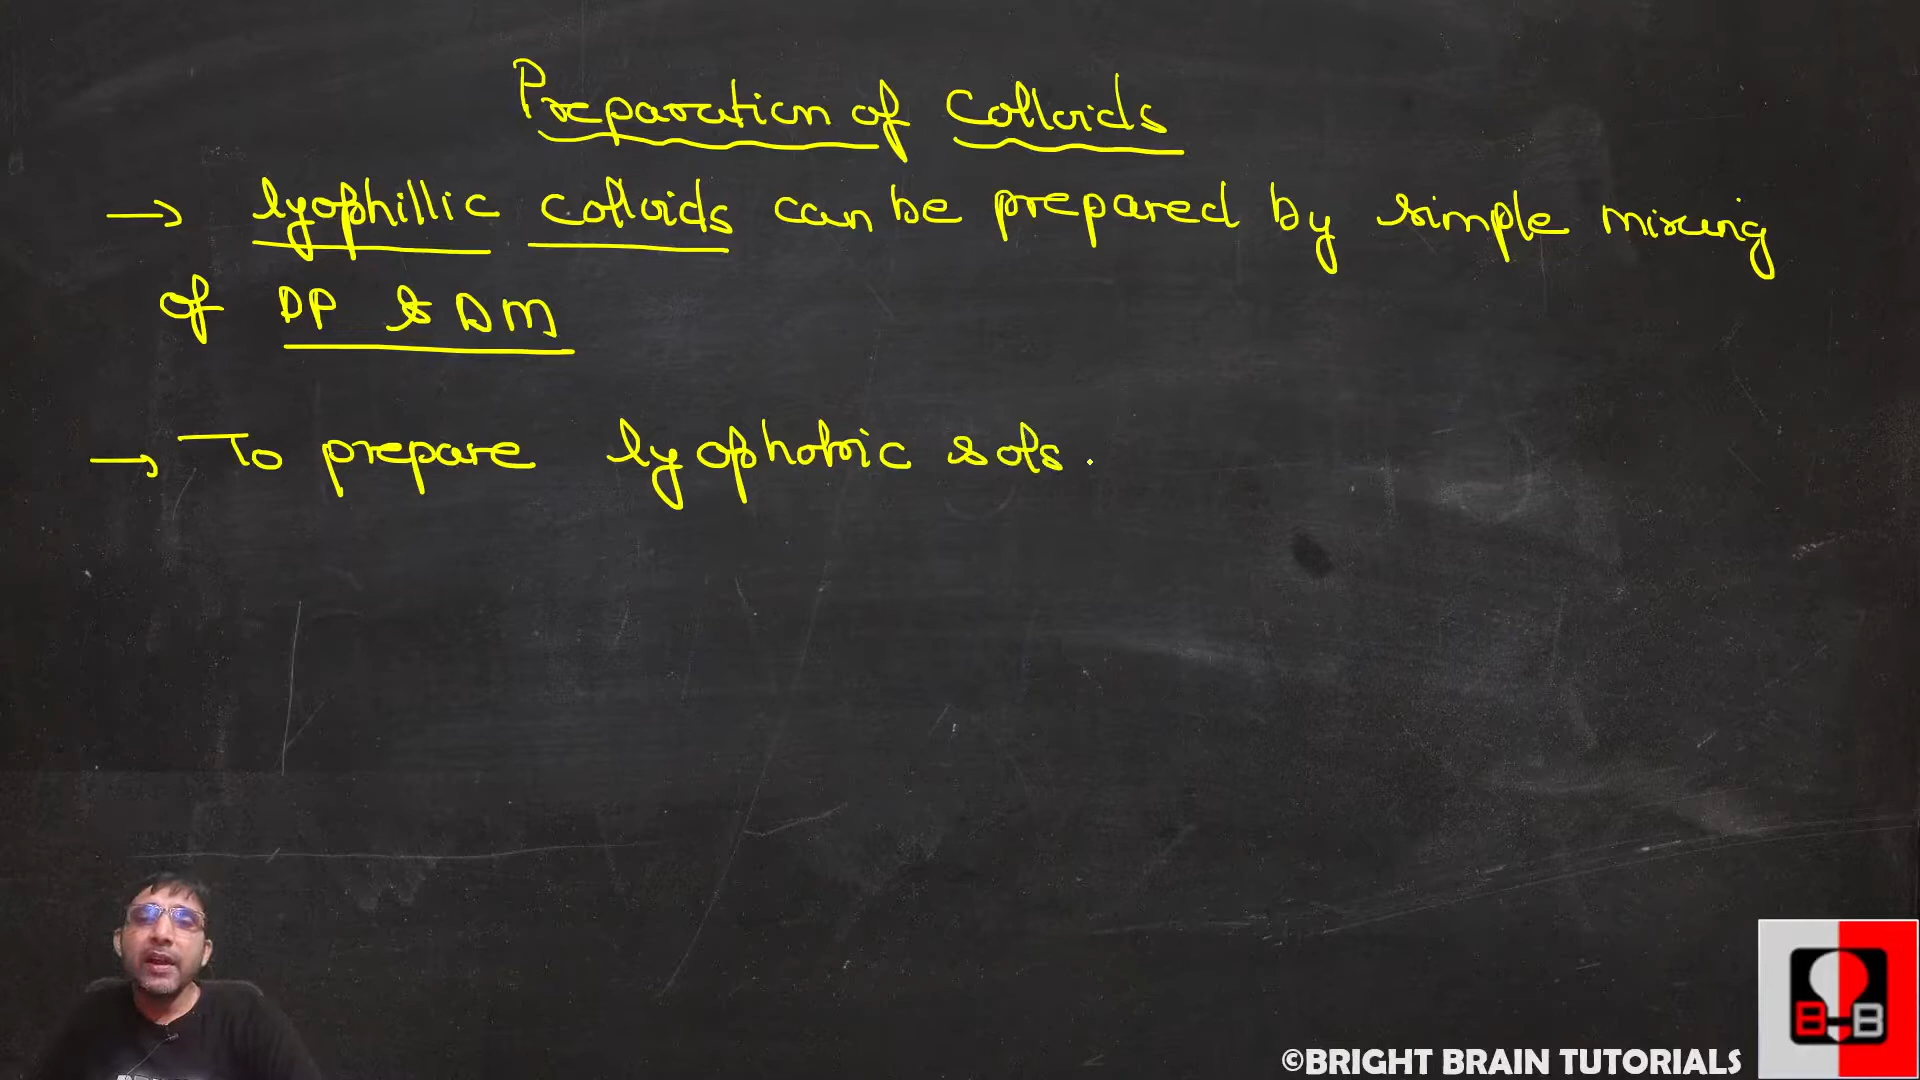 Preparation of Colloids
→ lyophillic colloids can be prepared by simple mixing
of DP & DM
→ To prepare lyophobic sols.
B B
©BRIGHT BRAIN TUTORIALS